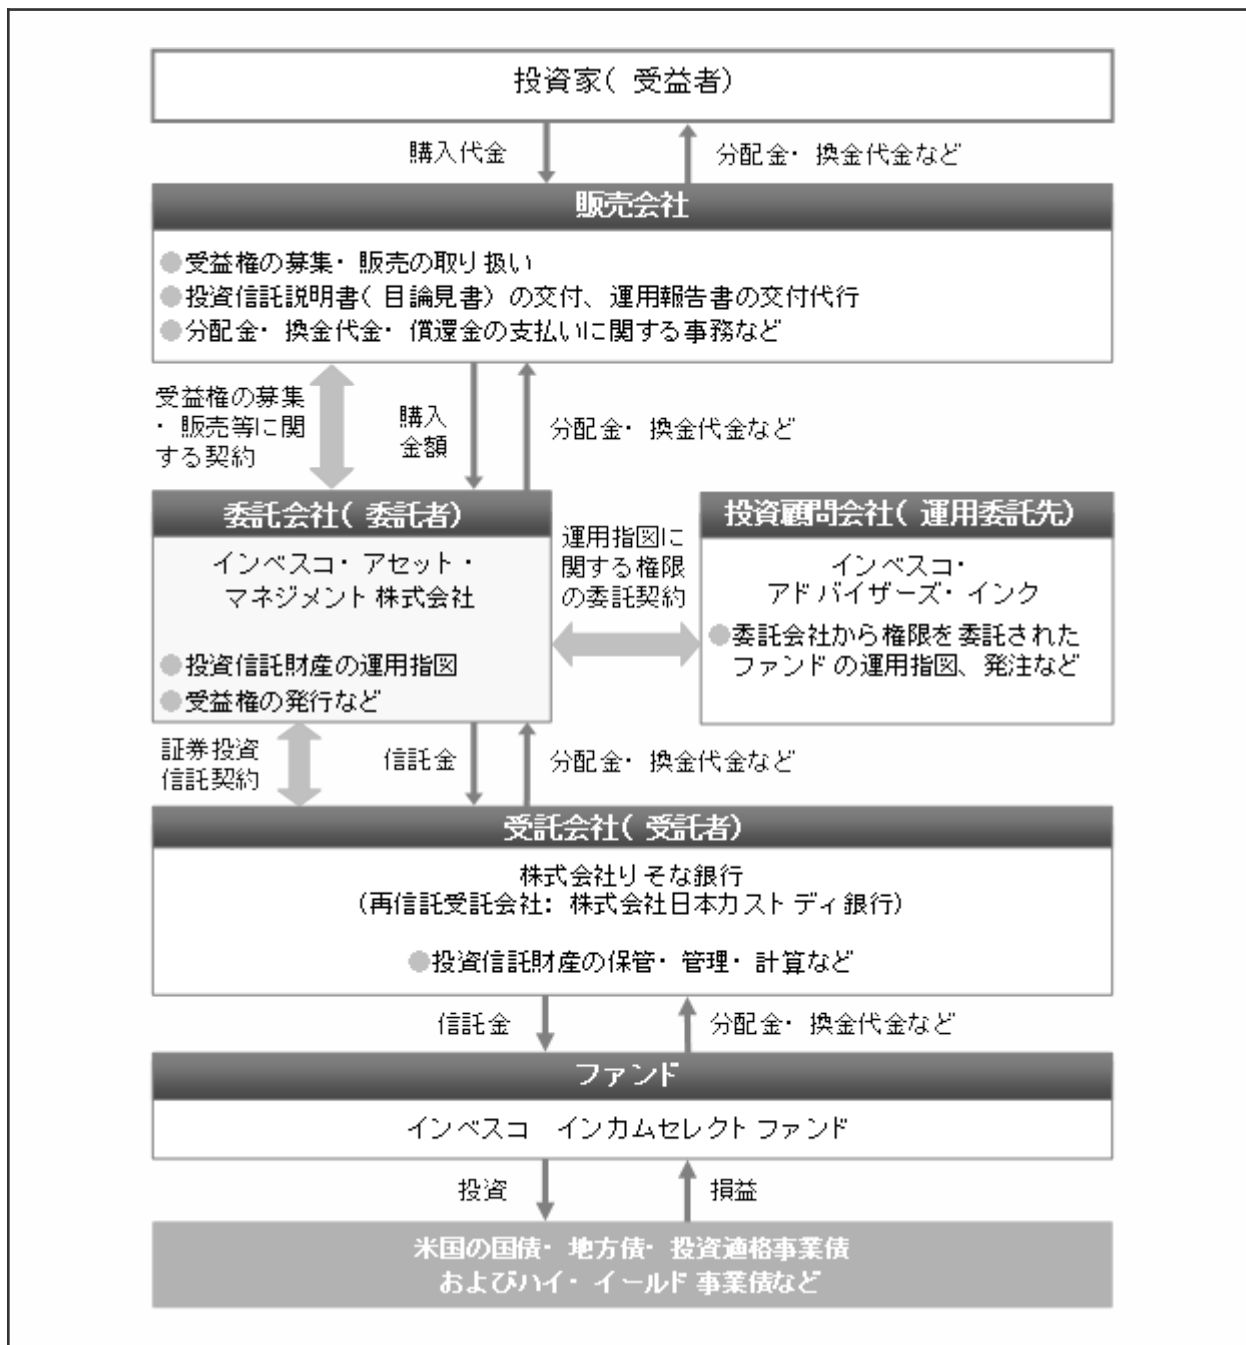 投資家(受益者)
購入代金
分配金・換金代金など
販売会社
●受益権の募集・販売の取り扱い
●投資信託説明書(目論見書)の交付、運用報告書の交付代行
●分配金・換金代金・償還金の支払いに関する事務など
受益権の募集
・販売等に関
する契約
購入
金額
分配金・換金代金など
委託会社(委託者)
インベスコ・アセット・
マネジメント株式会社
●投資信託財産の運用指図
●受益権の発行など
運用指図に
関する権限
の委託契約
投資顧問会社(運用委託先)
インベスコ・
アドバイザーズ・インク
●委託会社から権限を委託された
ファンドの運用指図、発注など
証券投資
信託契約
信託金
分配金・換金代金など
受託会社(受託者)
株式会社りそな銀行
(再信託受託会社:株式会社日本カストディ銀行)
●投資信託財産の保管・管理・計算など
信託金
分配金・換金代金など
ファンド
インベスコ インカムセレクトファンド
投資
損益
米国の国債・地方債・投資適格事業債
およびハイ・イールド事業債など